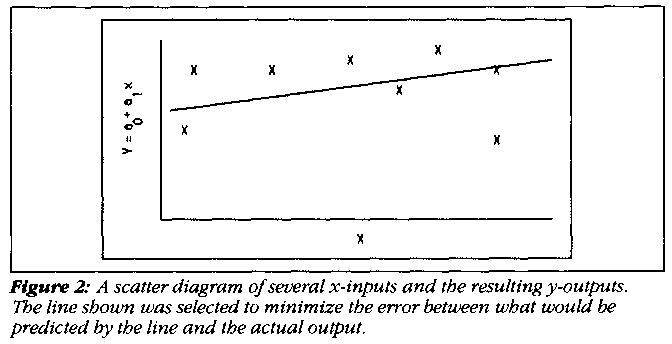 Y = a0 + a1 x
X
Figure 2: A scatter diagram of several x-inputs and the resulting y-outputs.
The line shown was selected to minimize the error between what would be
predicted by the line and the actual output.